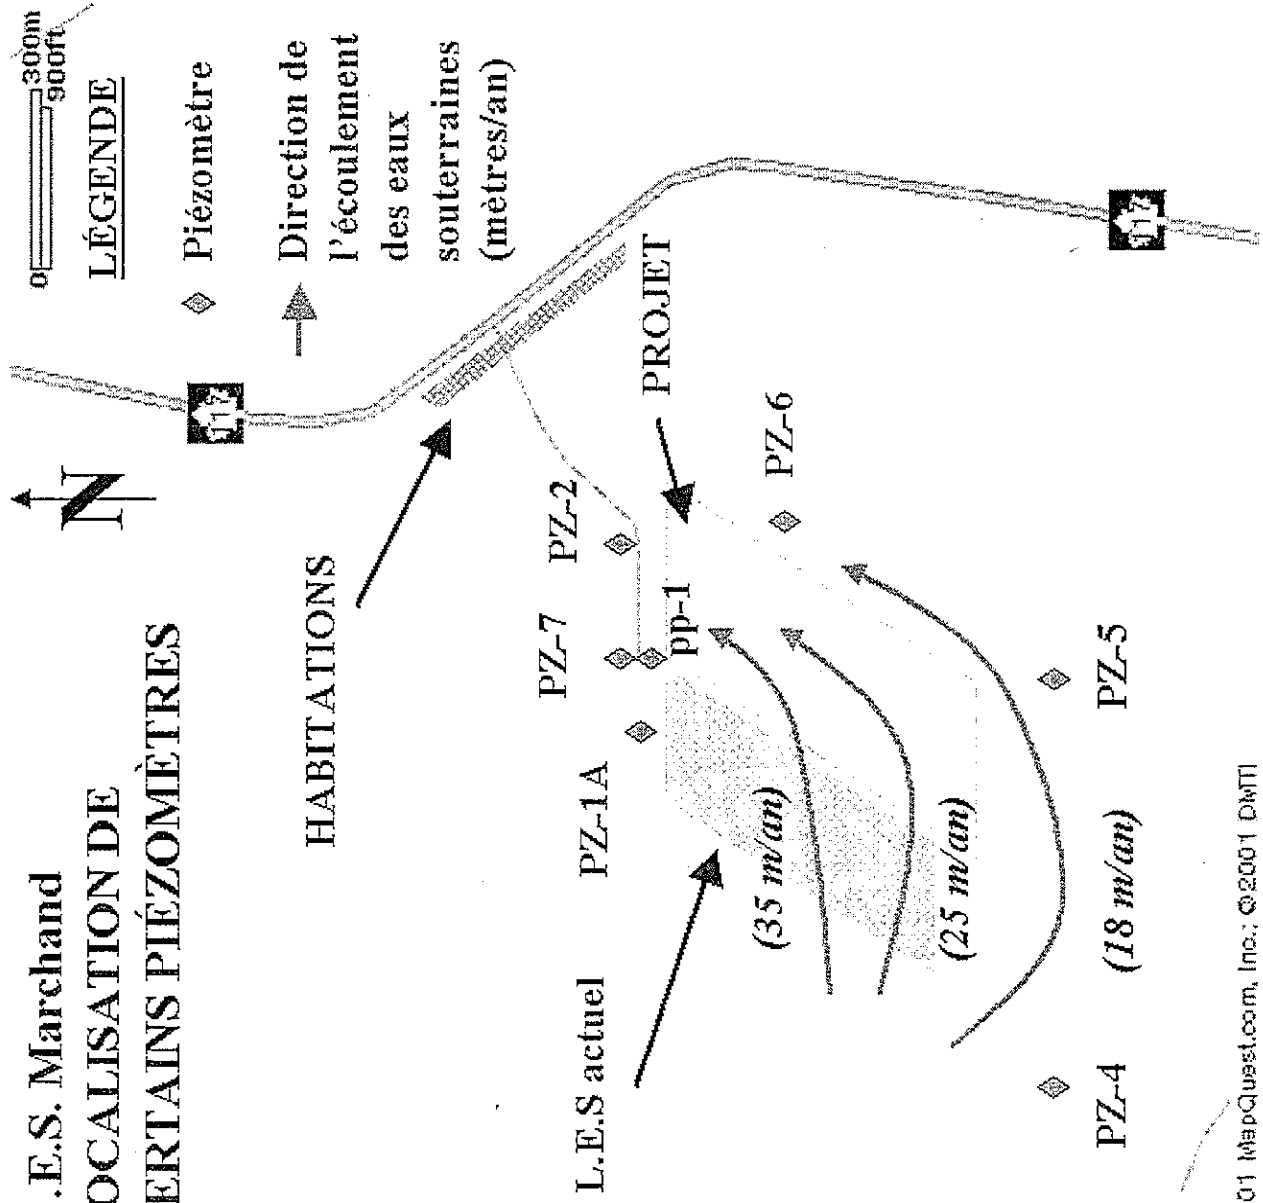 .E.S. Marchand
OCALISATION DE
ERTAINS PIÉZOMÈTRES
N
117
0 300m
900ft
LÉGENDE
Piézomètre
Direction de
l'écoulement
des eaux
souterraines
(mètres/an)
HABITATIONS
PZ-1A
PZ-7
PZ-2
pp-1
PROJET
PZ-6
L.E.S actuel
(35 m/an)
(25 m/an)
(18 m/an)
PZ-4
PZ-5
117
01 MapQuest.com, Inc.; ©2001 DMTI